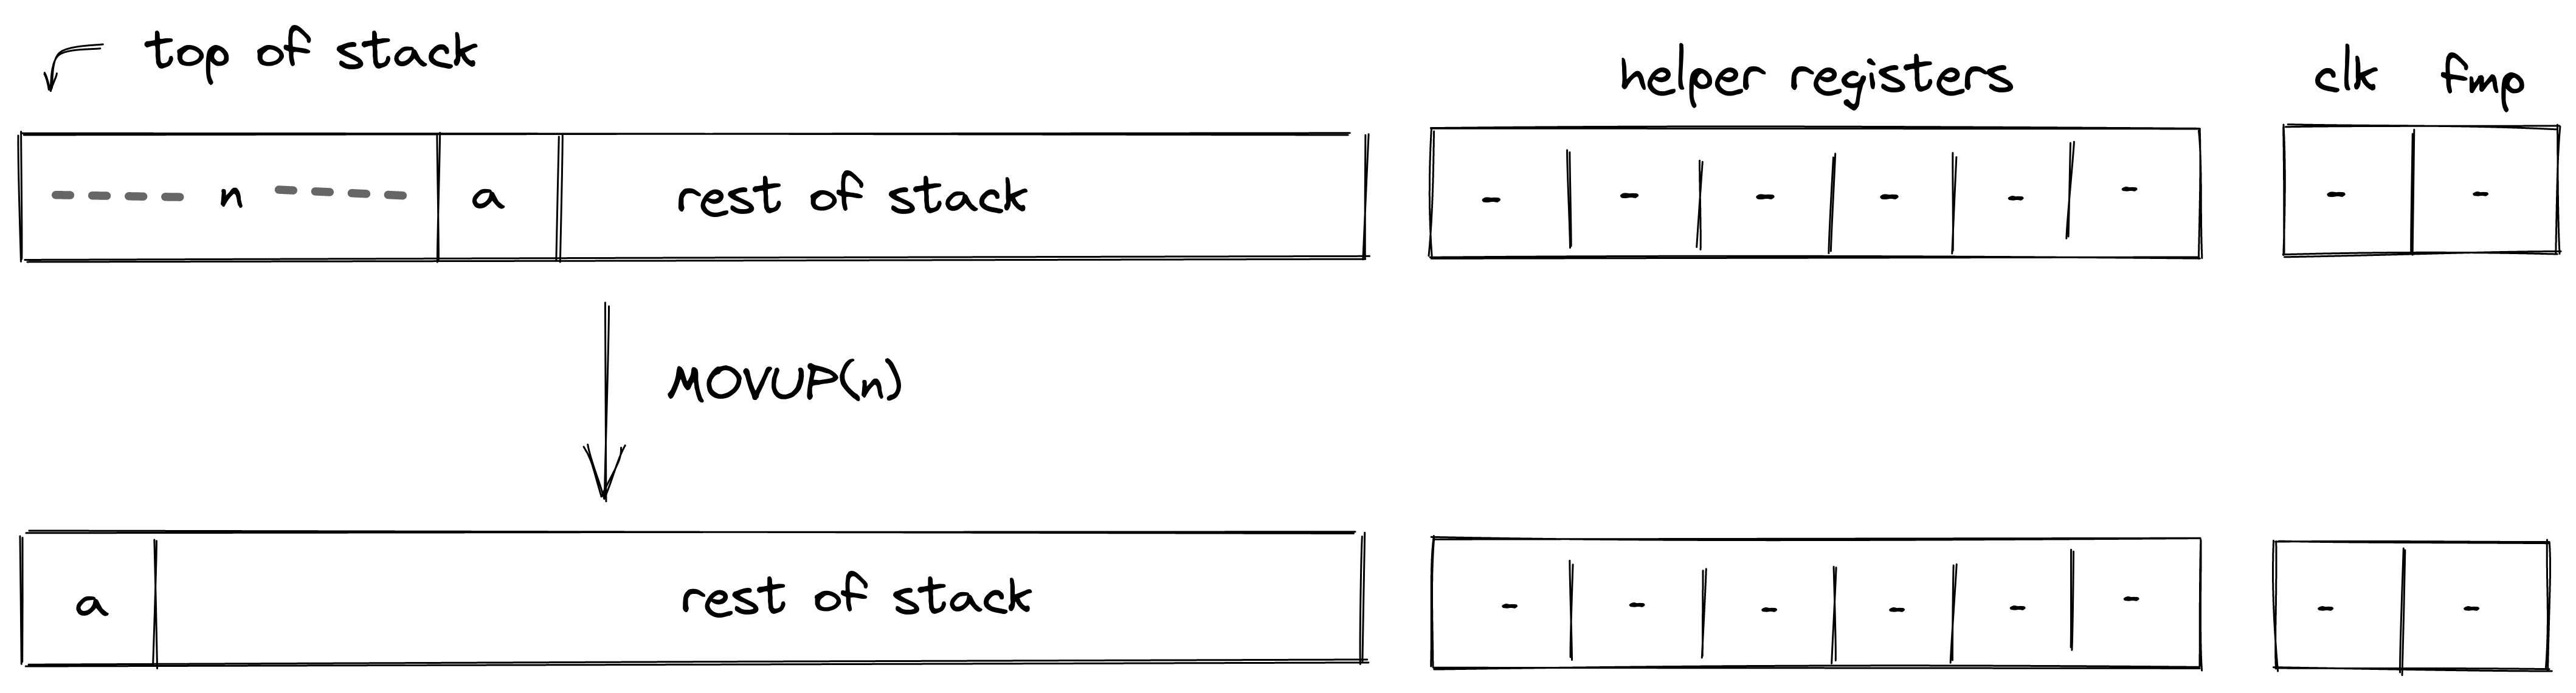 top of stack
helper registers
clk fmp
n a rest of stack
- - - - - -
- -
MOVUP(n)
a rest of stack
- - - - - -
- -